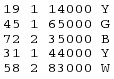 19 1 14000 Y
45 1 65000 G
72 2 35000 B
31 1 44000 Y
58 2 83000 W